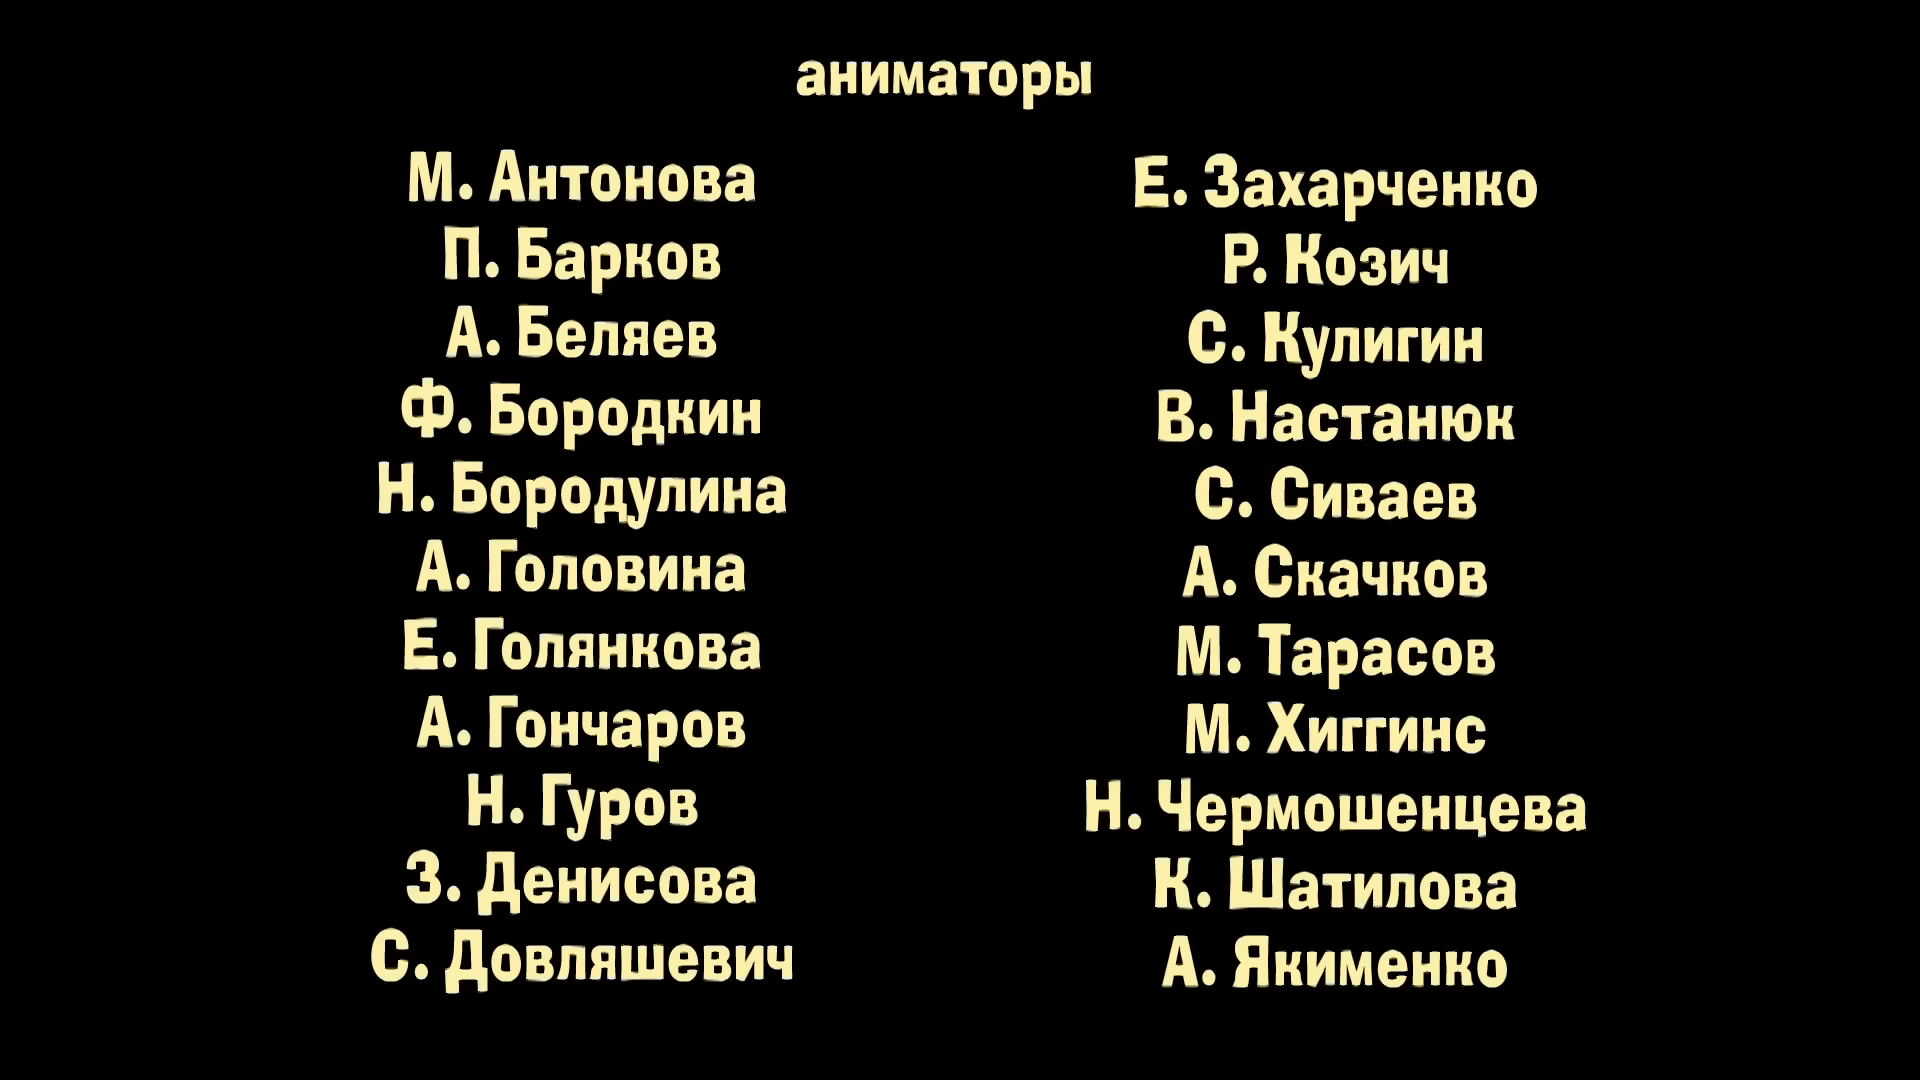 аниматоры
М. Антонова
П. Барков
А. Беляев
Ф. Бородкин
Н. Бородулина
А. Головина
Е. Голянкова
А. Гончаров
Н. Гуров
З. Денисова
С. Довляшевич
Е. Захарченко
Р. Козич
С. Кулигин
В. Настанюк
С. Сиваев
А. Скачков
М. Тарасов
М. Хиггинс
Н. Чермошенцева
К. Шатилова
А. Якименко